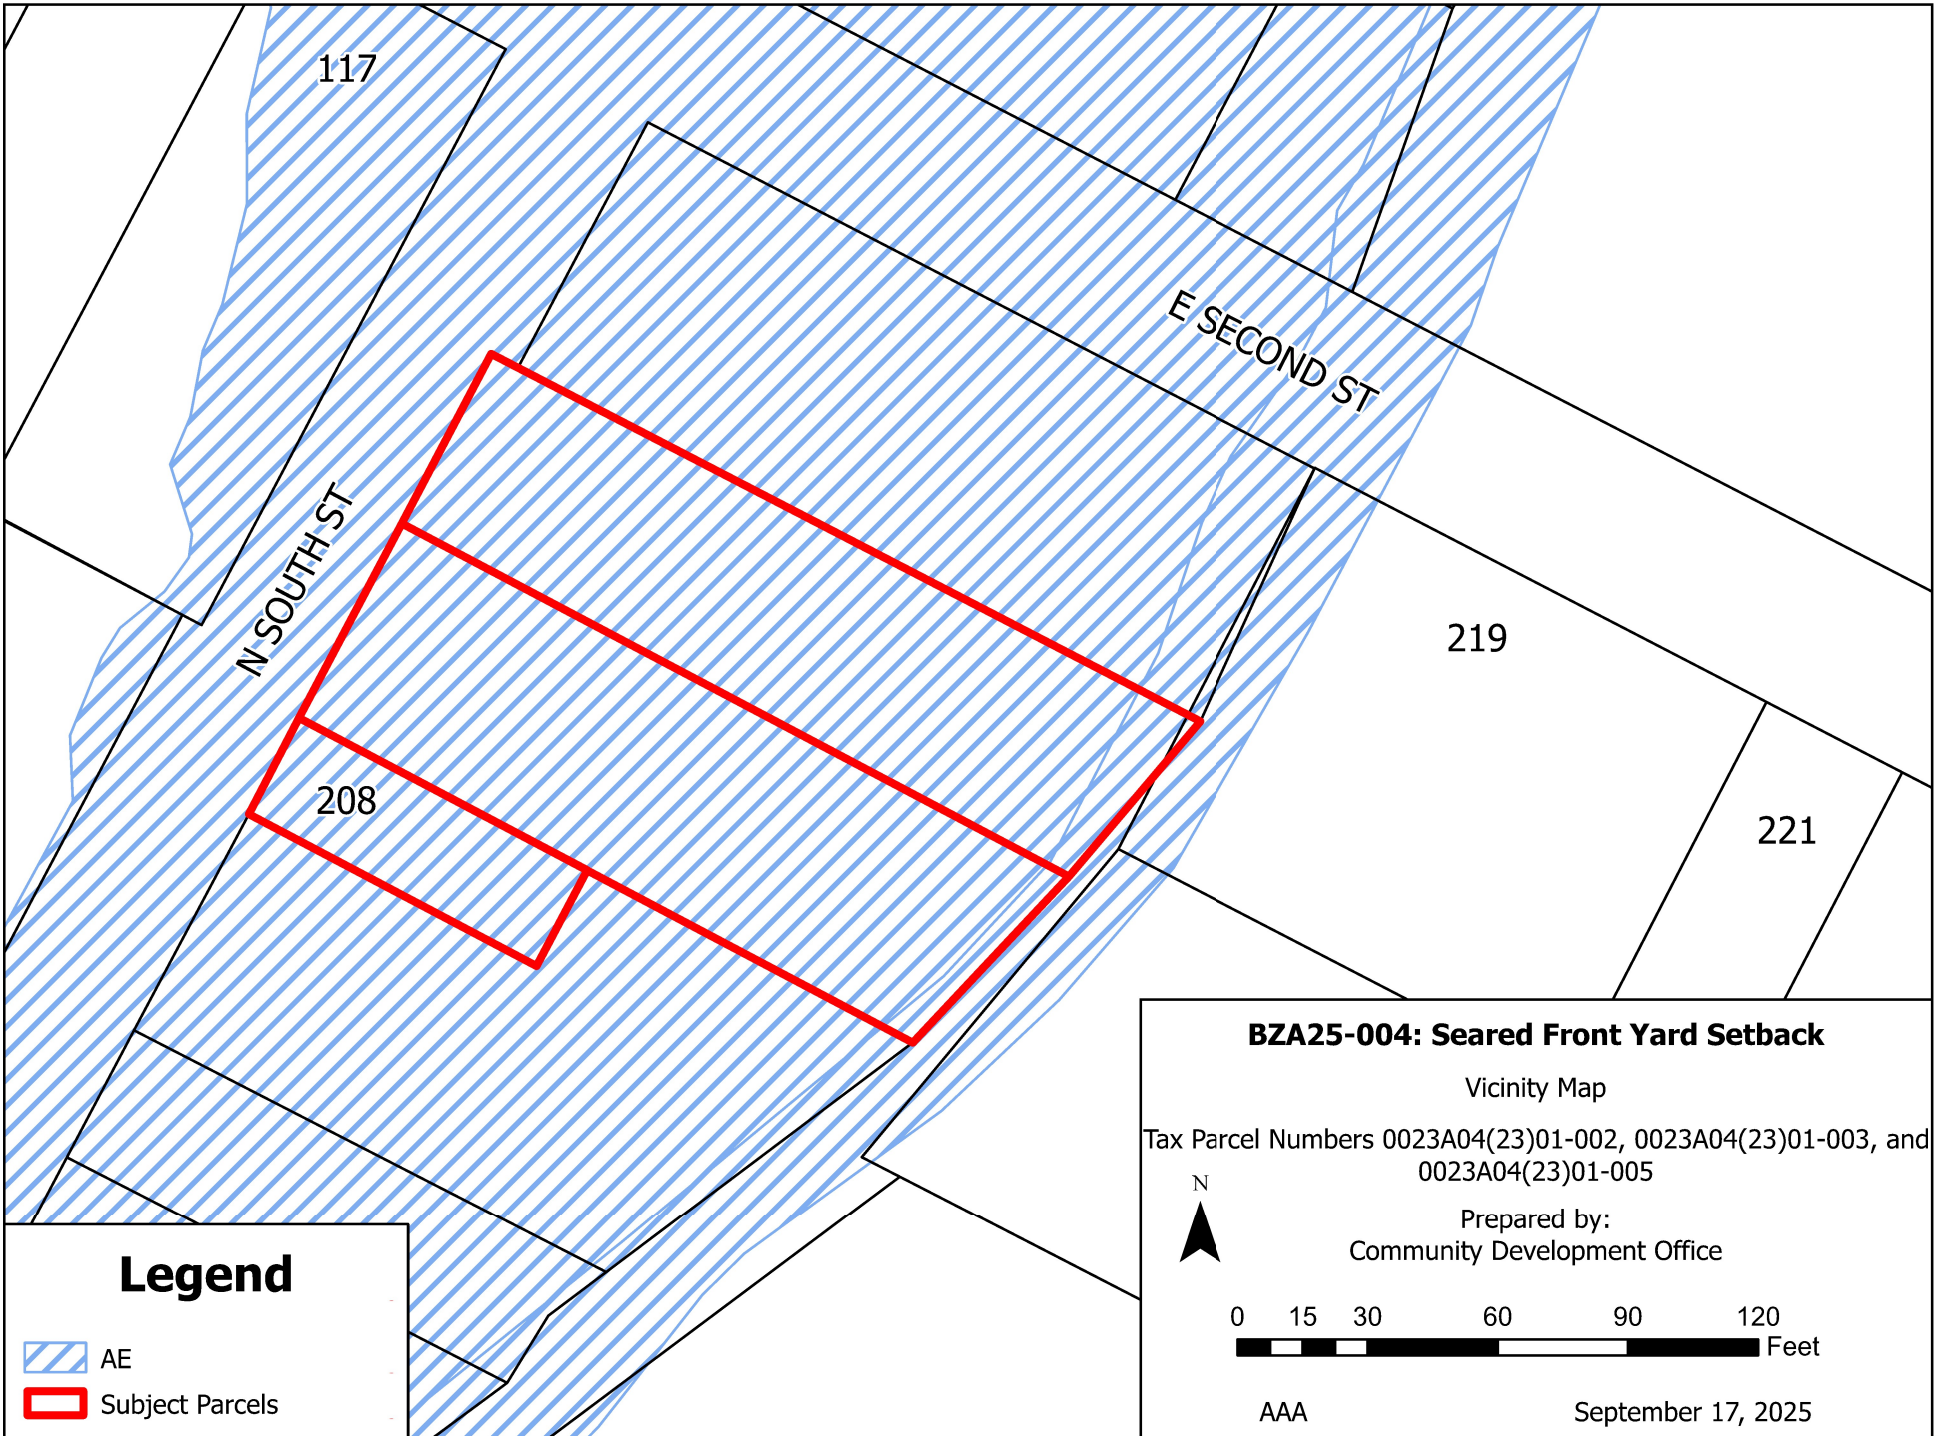 117
E SECOND ST
N SOUTH ST
219
208
221
BZA25-004: Seared Front Yard Setback
Vicinity Map
Tax Parcel Numbers 0023A04(23)01-002, 0023A04(23)01-003, and
0023A04(23)01-005
N
Prepared by:
Community Development Office
0 15 30 60 90 120
Feet
AAA
September 17, 2025
Legend
AE
Subject Parcels